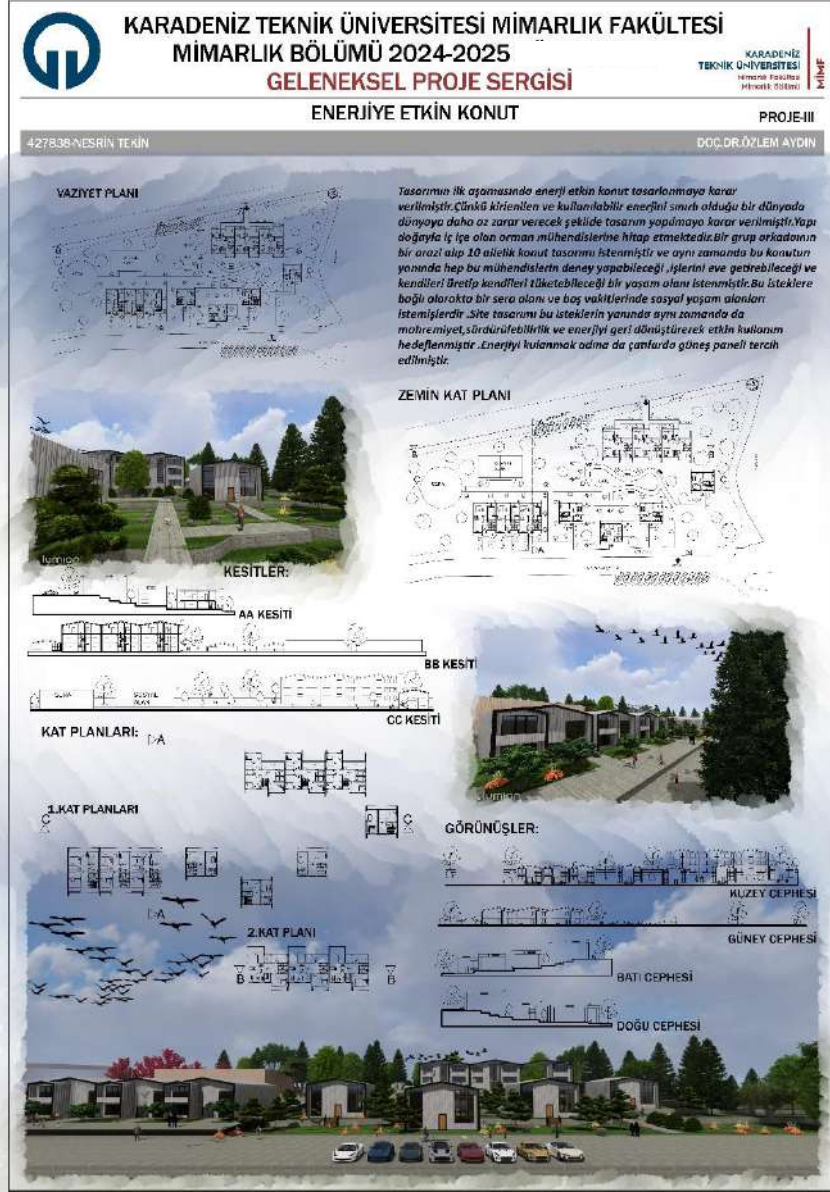 KARADENİZ TEKNİK ÜNİVERSİTESİ MİMARLIK FAKÜLTESİ
MİMARLIK BÖLÜMÜ 2024-2025
GELENEKSEL PROJE SERGİSİ
KARADENİZ
TEKNİK ÜNİVERSİTESİ
Mimarlık Fakültesi
Mimarlık Bölümü
MİMF
ENERJİYE ETKİN KONUT
PROJE-III
427838-NESRİN TEKİN
DOÇ.DR.ÖZLEM AYDIN
VAZİYET PLANI
Tasarımın ilk aşamasında enerji etkin konut tasarlanmaya karar
verilmiştir.Çünkü kirlenilen ve kullanılabilir enerjini sınırlı olduğu bir dünyada
dünyaya daha az zarar verecek şekilde tasarım yapılmaya karar verilmiştir.Yapı
doğayla iç içe olan orman mühendislerine hitap etmektedir.Bir grup arkadaşının
bir arazi alıp 10 ailelik konut tasarımı istenmiştir ve aynı zamanda bu konutun
yanında hep bu mühendislerin deney yapabileceği ,işlerini eve getirebileceği ve
kendileri üretip kendileri tüketebileceği bir yaşam alanı istenmiştir.Bu isteklere
bağlı olarakta bir sera alanı ve boş vakitlerinde sosyal yaşam alanları
istemişlerdir .Site tasarımı bu isteklerin yanında aynı zamanda da
mahremiyet,sürdürülebilirlik ve enerjiyi geri dönüştürerek etkin kullanım
hedeflenmiştir .Enerjiyi kulanmak adına da çatılarda güneş paneli tercih
edilmiştir.
ZEMİN KAT PLANI
A
lumion
KESİTLER:
AA KESİTİ
BB KESİTİ
SERA
SOSYAL
ALAN
CC KESİTİ
KAT PLANLARI:
A
lumion
1.KAT PLANLARI
C
C
GÖRÜNÜŞLER:
KUZEY CEPHESİ
A
2.KAT PLANI
GÜNEY CEPHESİ
B
B
BATI CEPHESİ
DOĞU CEPHESİ